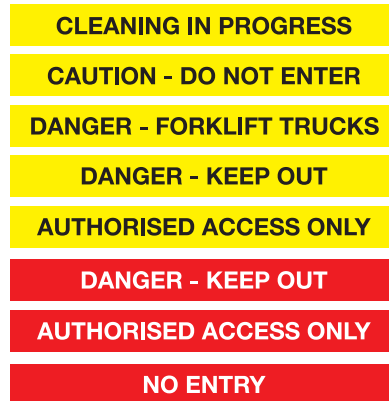 CLEANING IN PROGRESS
CAUTION - DO NOT ENTER
DANGER - FORKLIFT TRUCKS
DANGER - KEEP OUT
AUTHORISED ACCESS ONLY
DANGER - KEEP OUT
AUTHORISED ACCESS ONLY
NO ENTRY